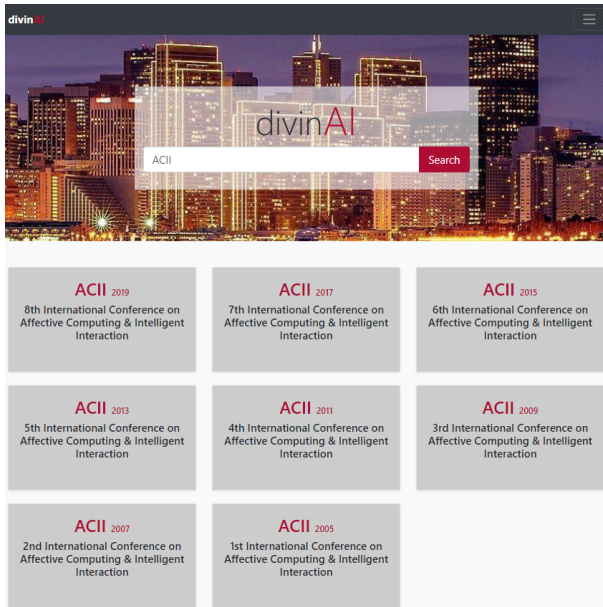 divinAI
divinAI
ACII
Search
ACII 2019
8th International Conference on
Affective Computing & Intelligent
Interaction
ACII 2017
7th International Conference on
Affective Computing & Intelligent
Interaction
ACII 2015
6th International Conference on
Affective Computing & Intelligent
Interaction
ACII 2013
5th International Conference on
Affective Computing & Intelligent
Interaction
ACII 2011
4th International Conference on
Affective Computing & Intelligent
Interaction
ACII 2009
3rd International Conference on
Affective Computing & Intelligent
Interaction
ACII 2007
2nd International Conference on
Affective Computing & Intelligent
Interaction
ACII 2005
1st International Conference on
Affective Computing & Intelligent
Interaction